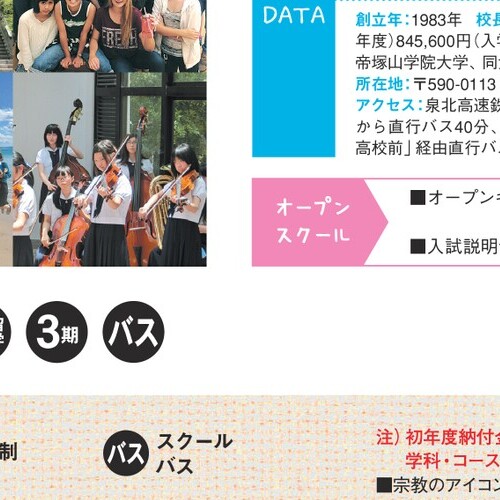 DATA
創立年：1983年 校長
年度）845,600円（入学
帝塚山学院大学、同
所在地：〒590-0113
アクセス：泉北高速鉄
から直行バス40分、
高校前」経由直行バ
オープン
スクール
■オープンキ
■入試説明
3期
バス
制
バス
スクール
バス
注）初年度納付金
学科・コース
■宗教のアイコン